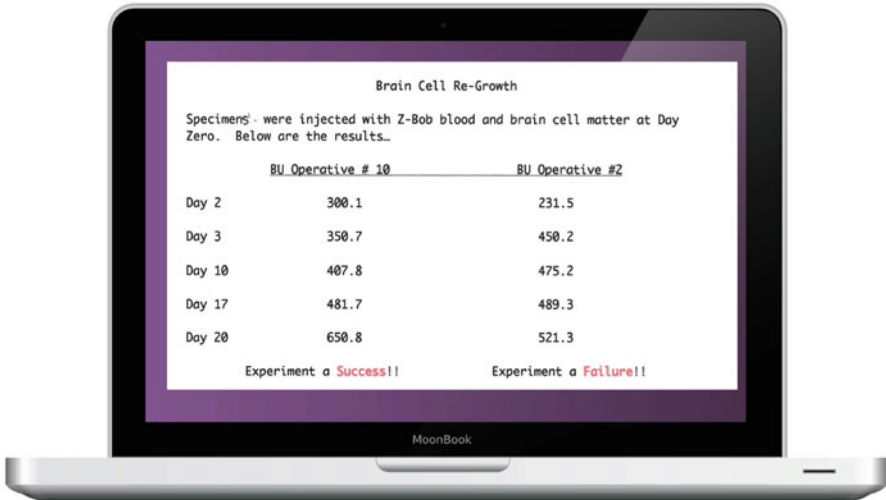 Brain Cell Re-Growth
Specimens were injected with Z-Bob blood and brain cell matter at Day
Zero. Below are the results…
BU Operative # 10 BU Operative #2
Day 2 300.1 231.5
Day 3 350.7 450.2
Day 10 407.8 475.2
Day 17 481.7 489.3
Day 20 650.8 521.3
Experiment a Success!! Experiment a Failure!!
MoonBook